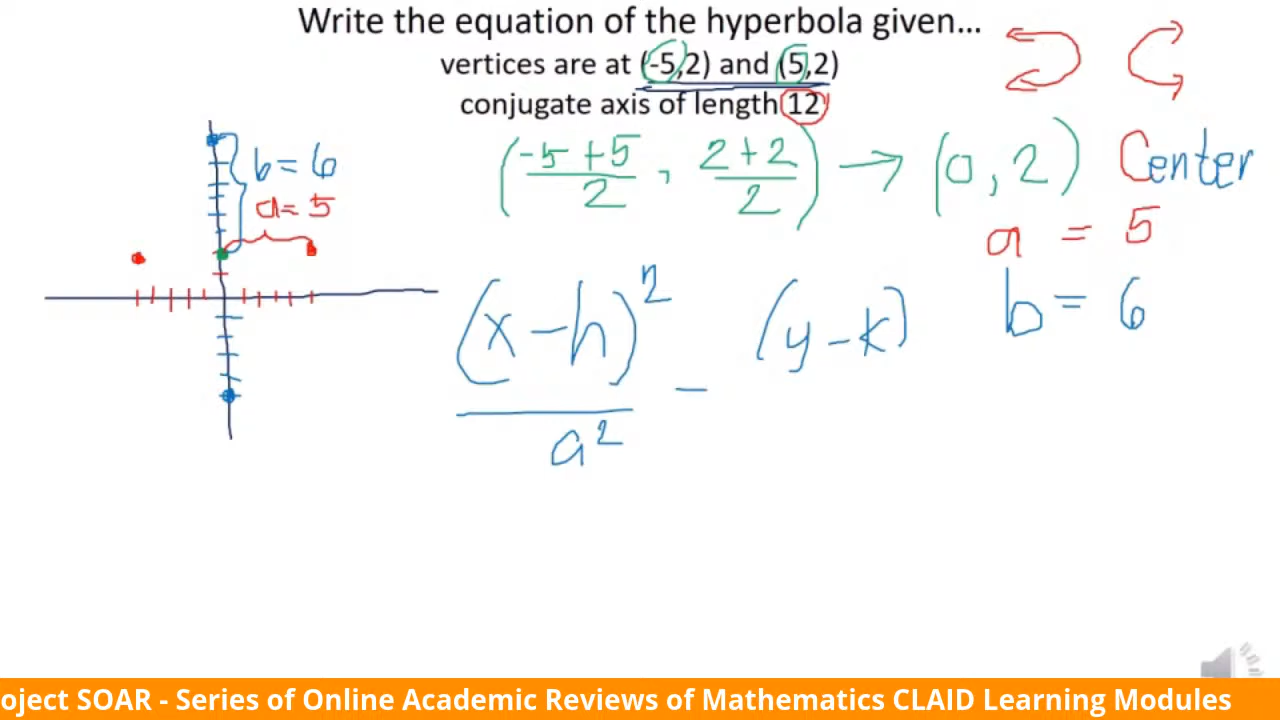 Write the equation of the hyperbola given...
vertices are at (-5,2) and (5,2)
conjugate axis of length 12
b = 6
a = 5
(-5+5/2, 2+2/2) → (0, 2) Center
a = 5
b = 6
(x-h)²/a² - (y-k)
oject SOAR - Series of Online Academic Reviews of Mathematics CLAID Learning Modules